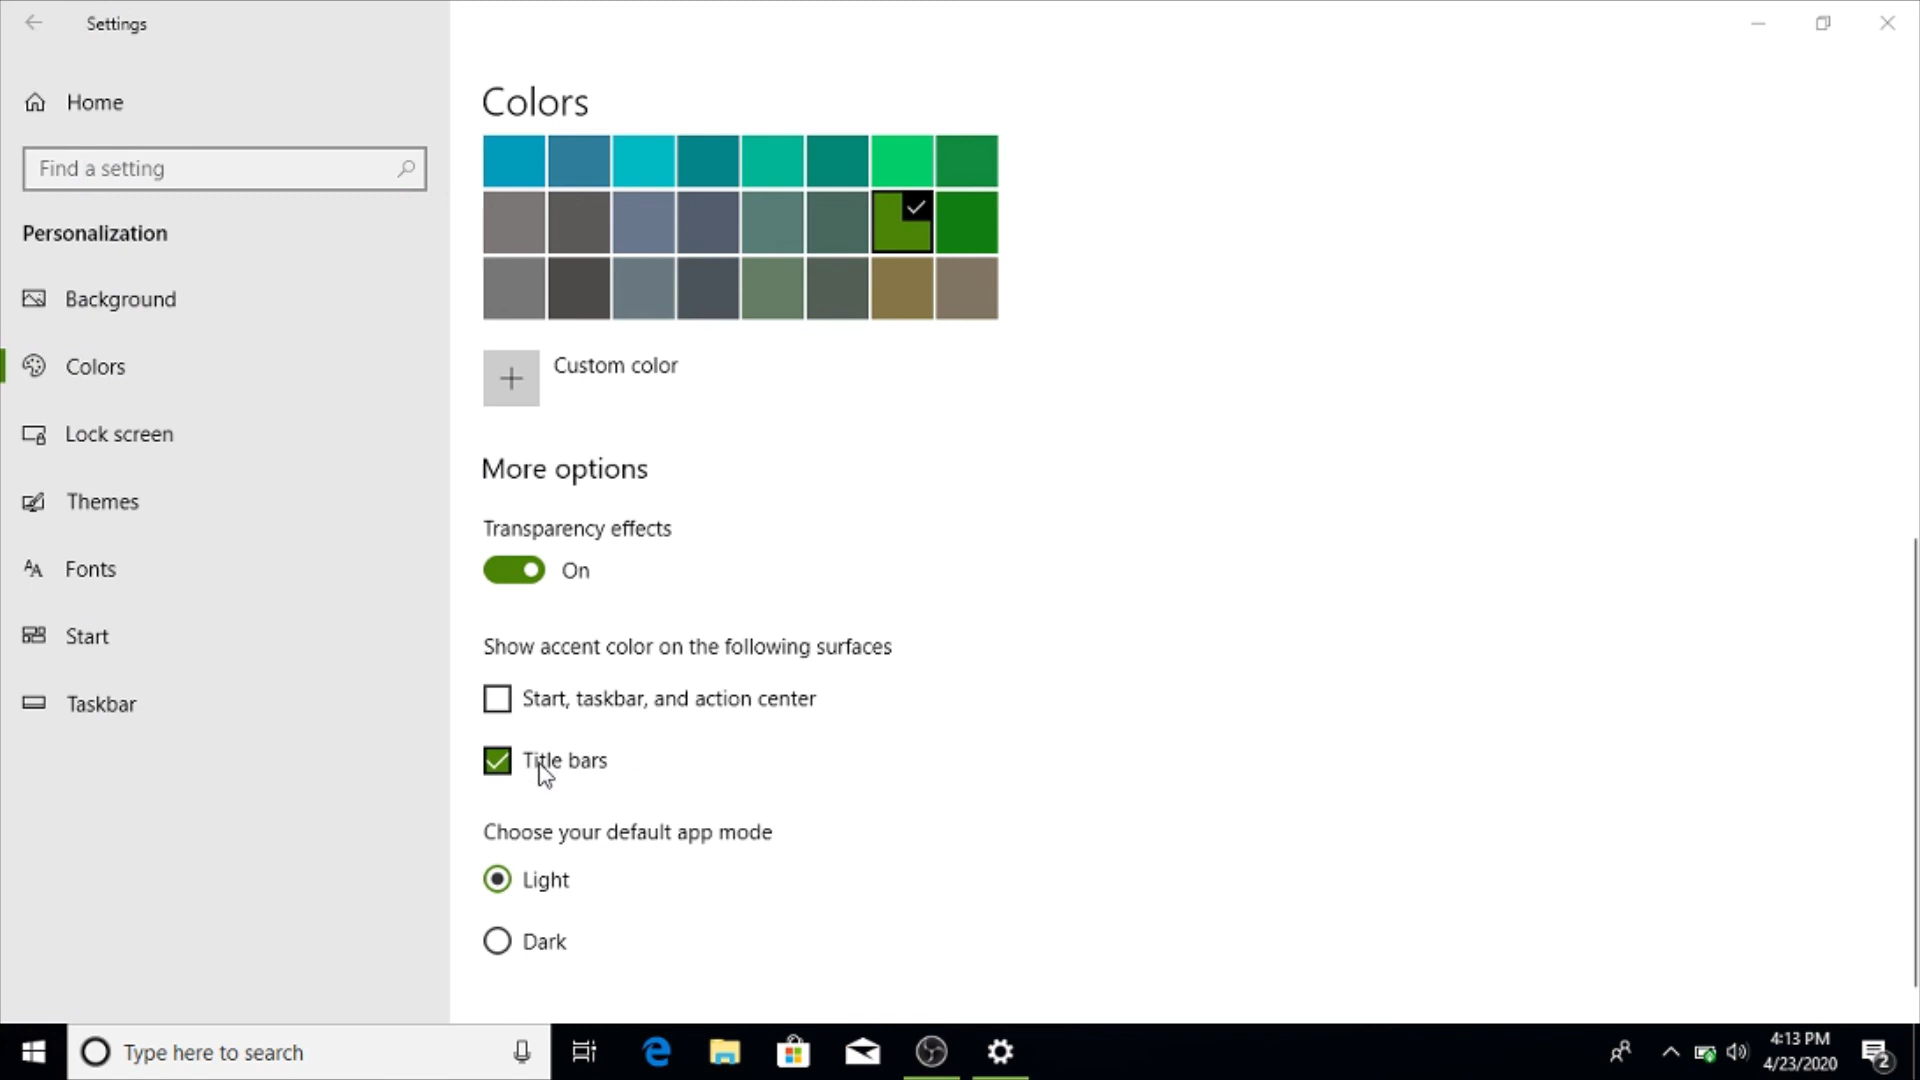 Settings
Home
Find a setting
Personalization
Background
Colors
Lock screen
Themes
Fonts
Start
Taskbar
Colors
Custom color
More options
Transparency effects
On
Show accent color on the following surfaces
Start, taskbar, and action center
Title bars
Choose your default app mode
Light
Dark
Type here to search
4:13 PM
4/23/2020
2